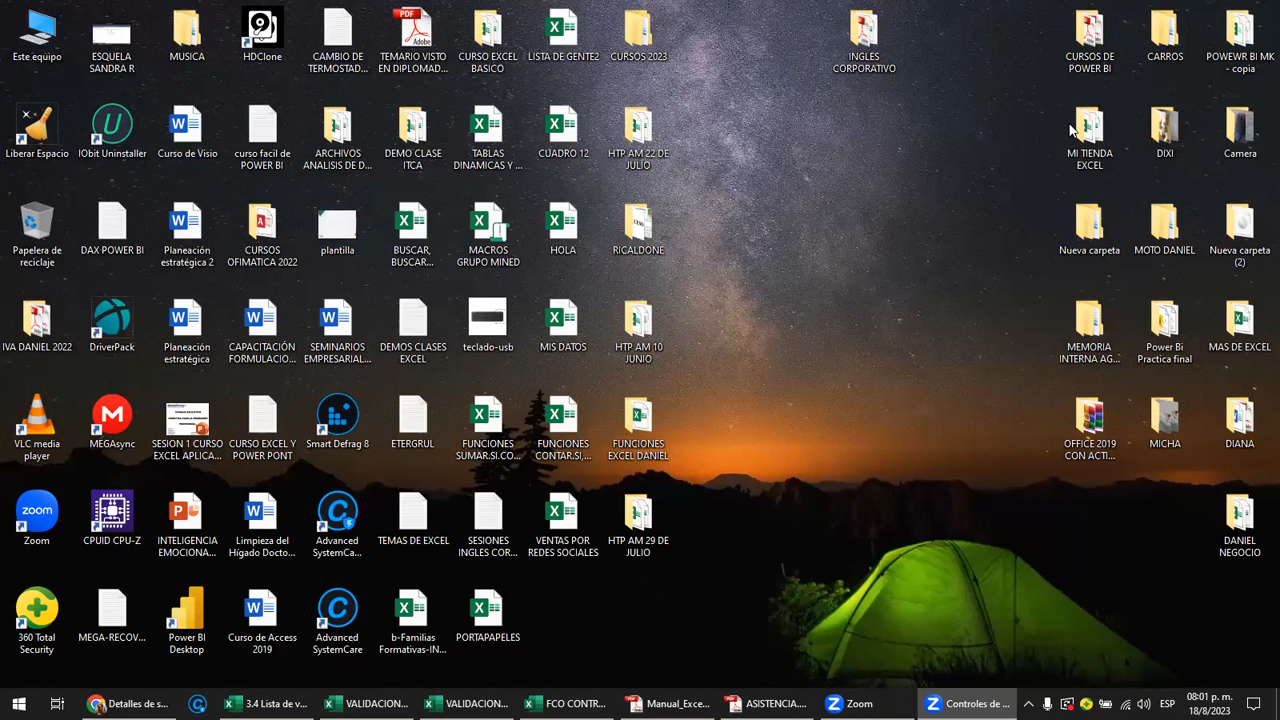 Este equipo
ESCUELA
SANDRA R
MUSICA
HDClone
CAMBIO DE
TERMOSTAD...
PDF
Adobe
TEMARIO VISTO
EN DIPLOMAD...
CURSO EXCEL
BASICO
LISTA DE GENTE2
CURSOS 2023
INGLES
CORPORATIVO
CURSOS DE
POWER BI
CARROS
POWEWR BI MK
- copia
Liberar Espacio
IObit Uninstaller
Curso de Visio
curso facil de
POWER BI
ARCHIVOS
ANALISIS DE D...
DEMO CLASE
ITCA
TABLAS
DINAMICAS Y ...
CUADRO 12
HTP AM 22 DE
JULIO
MI TIENDA
EXCEL
DIXI
Camera
Papelera de
reciclaje
DAX POWER BI
Planeación
estratégica 2
CURSOS
OFIMATICA 2022
plantilla
BUSCAR,
BUSCAR...
MACROS
GRUPO MINED
HOLA
RICALDONE
Nueva carpeta
MOTO DANIEL
Nueva carpeta
(2)
IVA DANIEL 2022
DriverPack
Planeación
estratégica
CAPACITACIÓN
FORMULACIO...
SEMINARIOS
EMPRESARIAL...
DEMOS CLASES
EXCEL
teclado-usb
MIS DATOS
HTP AM 10
JUNIO
MEMORIA
INTERNA AG...
Power Bi
Practica final
MAS DE EXCEL
VLC media
player
MEGAsync
SESION 1 CURSO
EXCEL APLICA...
CURSO EXCEL Y
POWER PONT
Smart Defrag 8
ETERGRUL
FUNCIONES
SUMAR.SI.CO...
FUNCIONES
CONTAR.SI,...
FUNCIONES
EXCEL DANIEL
OFFICE 2019
CON ACTI...
MICHA
DIANA
zoom
Zoom
CPUID CPU-Z
INTELIGENCIA
EMOCIONA...
Limpieza del
Hígado Docto...
Advanced
SystemCa...
TEMAS DE EXCEL
SESIONES
INGLES COR...
VENTAS POR
REDES SOCIALES
HTP AM 29 DE
JULIO
DANIEL
NEGOCIO
360 Total
Security
MEGA-RECOV...
Power BI
Desktop
Curso de Access
2019
Advanced
SystemCare
b-Familias
Formativas-IN...
PORTAPAPELES
Detalles de s...
3.4 Lista de v...
VALIDACION...
VALIDACION...
FCO CONTR...
Manual_Exce...
ASISTENCIA....
Zoom
Controles de ...
ESP
08:01 p. m.
18/8/2023